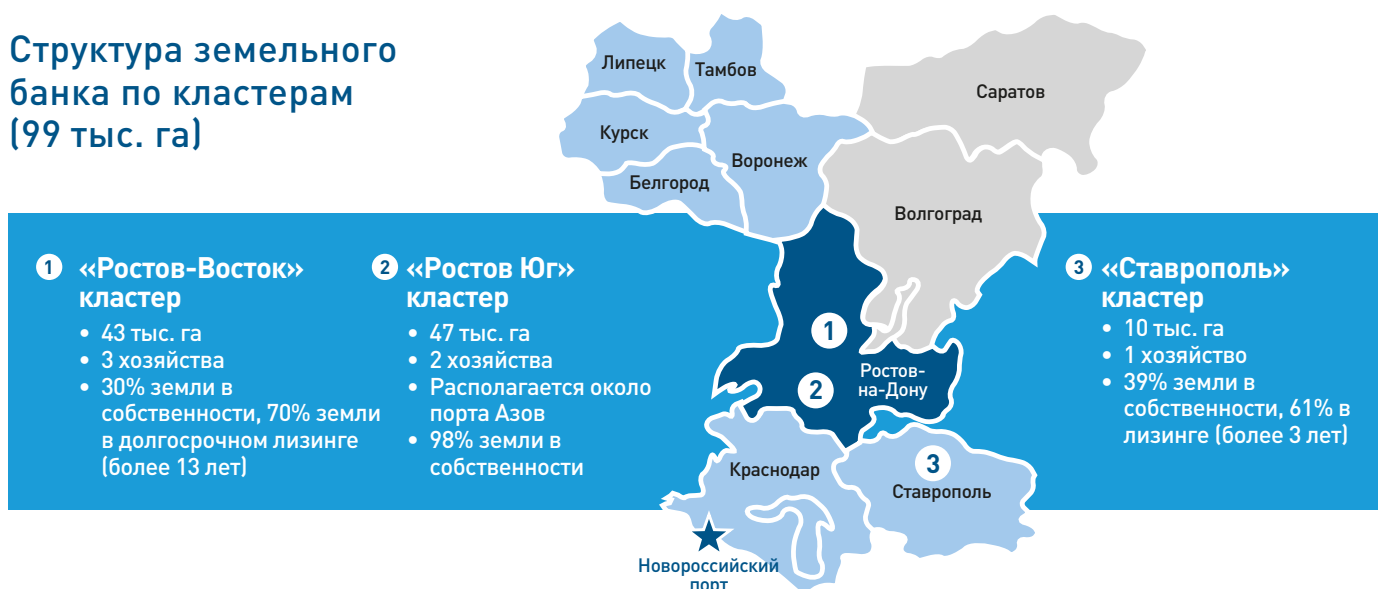 Структура земельного
банка по кластерам
(99 тыс. га)
Липецк
Тамбов
Саратов
Курск
Воронеж
Белгород
Волгоград
1 «Ростов-Восток»
кластер
• 43 тыс. га
• 3 хозяйства
• 30% земли в
собственности, 70% земли
в долгосрочном лизинге
(более 13 лет)
2 «Ростов Юг»
кластер
• 47 тыс. га
• 2 хозяйства
• Располагается около
порта Азов
• 98% земли в
собственности
1
2
Ростов-
на-Дону
Краснодар
3
Ставрополь
Новороссийский
порт
3 «Ставрополь»
кластер
• 10 тыс. га
• 1 хозяйство
• 39% земли в
собственности, 61% в
лизинге (более 3 лет)